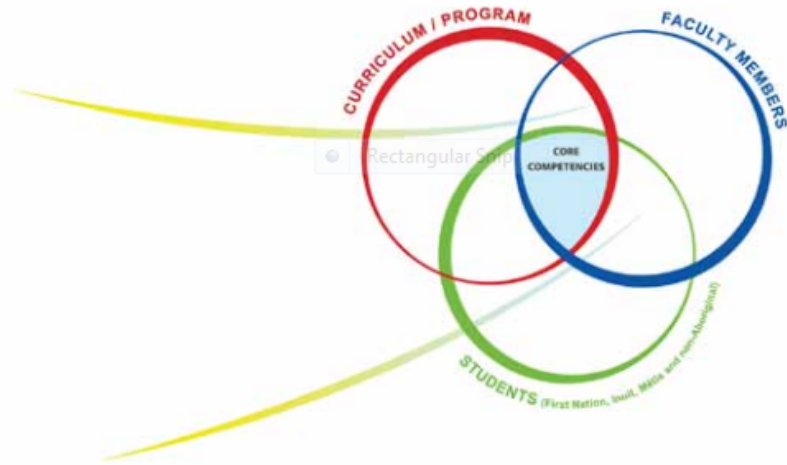 CURRICULUM / PROGRAM
FACULTY MEMBERS
Rectangular Snip
CORE
COMPETENCIES
STUDENTS (First Nation, Inuit, Métis and non-Aboriginal)